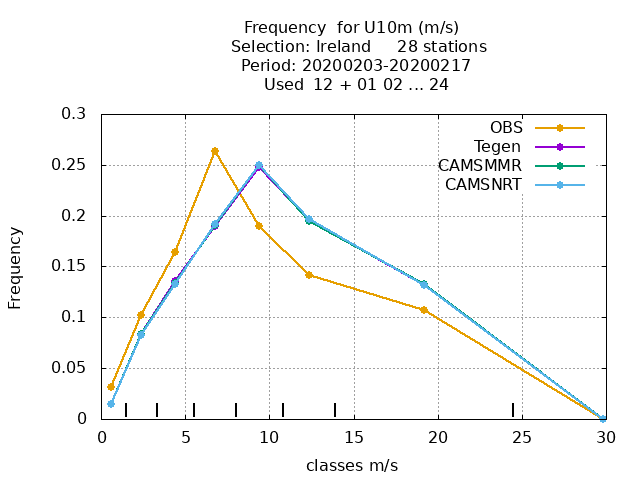 Frequency  for U10m (m/s)
Selection: Ireland     28 stations
Period: 20200203-20200217
Used  12 + 01 02 ... 24
OBS
Tegen
CAMSMMR
CAMSNRT
Frequency
0.3
0.25
0.2
0.15
0.1
0.05
0
0 5 10 15 20 25 30
classes m/s